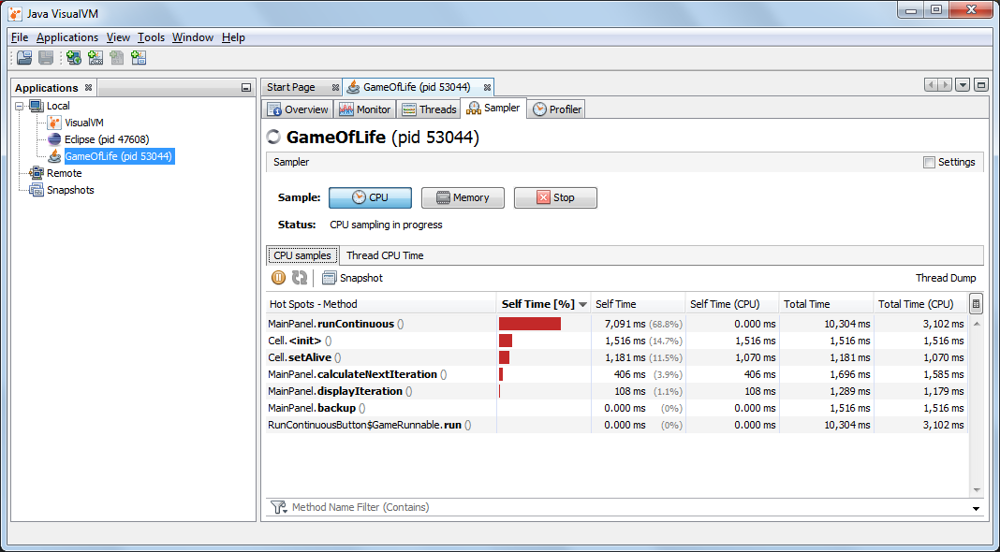 Java VisualVM
File Applications View Tools Window Help
Applications
Local
VisualVM
Eclipse (pid 47608)
GameOfLife (pid 53044)
Remote
Snapshots
Start Page GameOfLife (pid 53044)
Overview Monitor Threads Sampler Profiler
GameOfLife (pid 53044)
Sampler Settings
Sample: CPU Memory Stop
Status: CPU sampling in progress
CPU samples Thread CPU Time
Snapshot Thread Dump
Hot Spots - Method Self Time [%] Self Time Self Time (CPU) Total Time Total Time (CPU)
MainPanel.runContinuous () 7,091 ms (68.8%) 0.000 ms 10,304 ms 3,102 ms
Cell.<init> () 1,516 ms (14.7%) 1,516 ms 1,516 ms 1,516 ms
Cell.setAlive () 1,181 ms (11.5%) 1,070 ms 1,181 ms 1,070 ms
MainPanel.calculateNextIteration () 406 ms (3.9%) 406 ms 1,696 ms 1,585 ms
MainPanel.displayIteration () 108 ms (1.1%) 108 ms 1,289 ms 1,179 ms
MainPanel.backup () 0.000 ms (0%) 0.000 ms 1,516 ms 1,516 ms
RunContinuousButton$GameRunnable.run () 0.000 ms (0%) 0.000 ms 10,304 ms 3,102 ms
Method Name Filter (Contains)